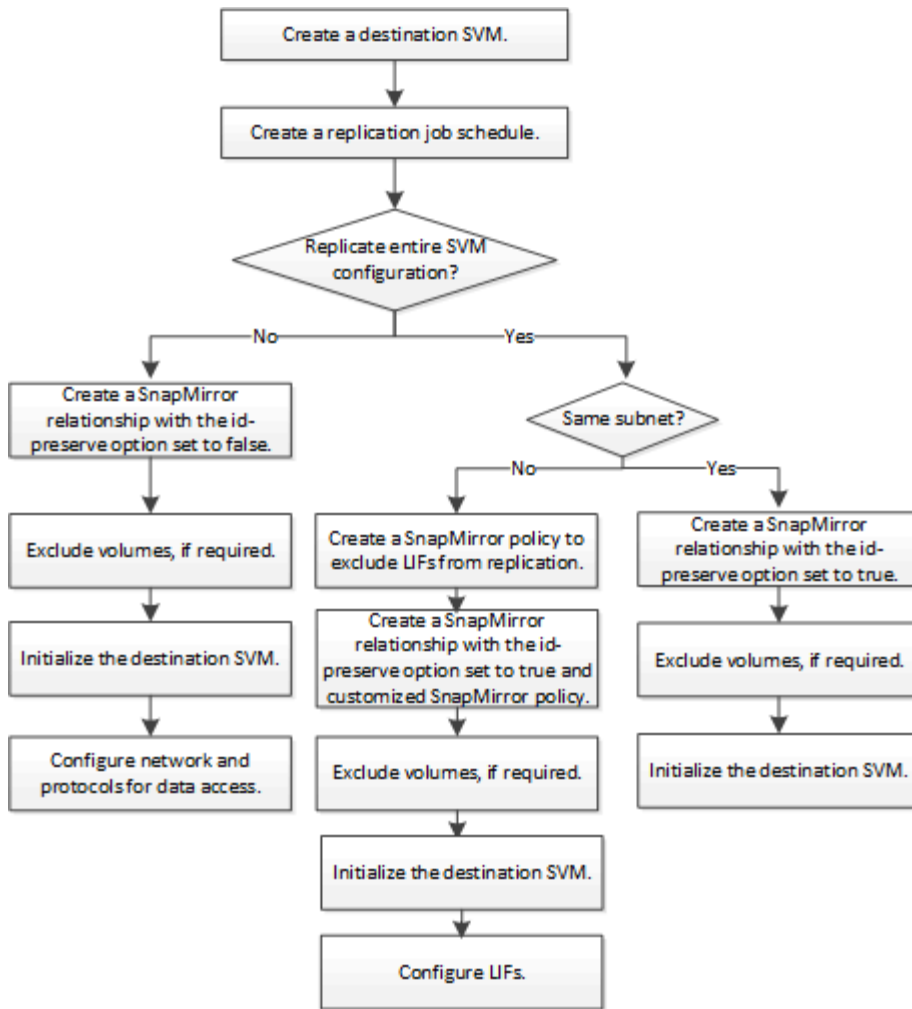 Create a destination SVM.
Create a replication job schedule.
Replicate entire SVM
configuration?
No
Yes
Create a SnapMirror
relationship with the id-
preserve option set to false.
Exclude volumes, if required.
Initialize the destination SVM.
Configure network and
protocols for data access.
Same subnet?
No
Yes
Create a SnapMirror policy to
exclude LIFs from replication.
Create a SnapMirror
relationship with the id-
preserve option set to true and
customized SnapMirror policy.
Exclude volumes, if required.
Initialize the destination SVM.
Configure LIFs.
Create a SnapMirror
relationship with the id-
preserve option set to true.
Exclude volumes, if required.
Initialize the destination SVM.